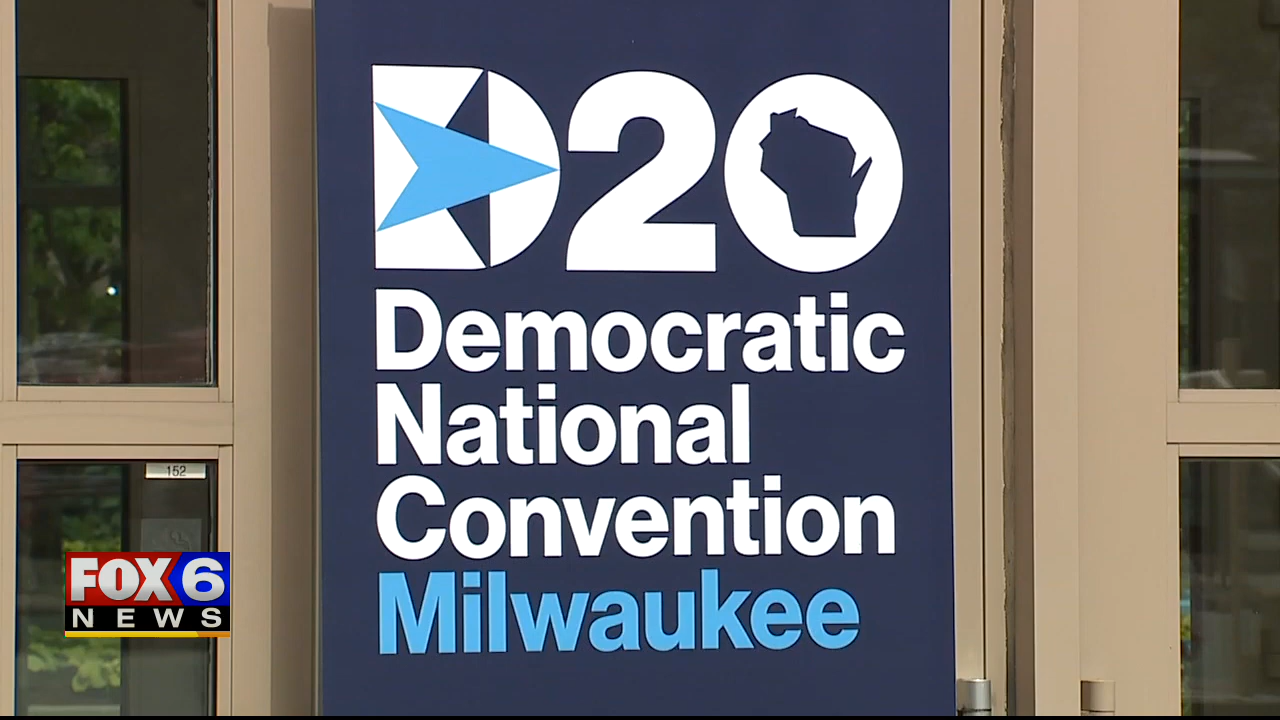 D20
Democratic
National
Convention
Milwaukee
152
FOX 6
NEWS